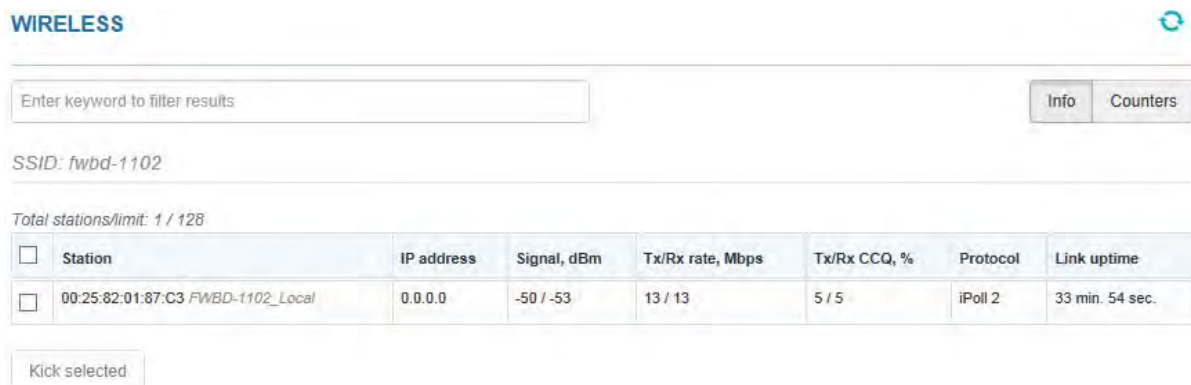 WIRELESS
Enter keyword to filter results
Info Counters
SSID: fwbd-1102
Total stations/limit: 1 / 128
Station IP address Signal, dBm Tx/Rx rate, Mbps Tx/Rx CCQ, % Protocol Link uptime
00:25:82:01:87:C3 FWBD-1102_Local 0.0.0.0 -50 / -53 13 / 13 5 / 5 iPoll 2 33 min. 54 sec.
Kick selected